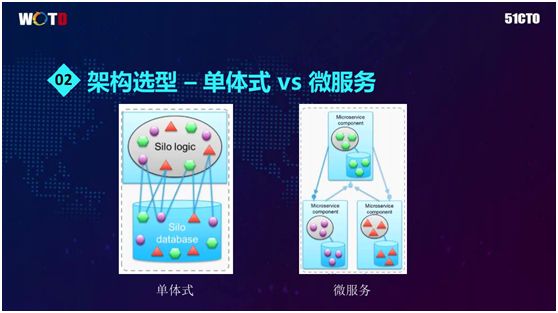 WOTD
51CTO
02 架构选型 – 单体式 vs 微服务
Silo logic
Silo
database
Microservice
component
Microservice
component
Microservice
component
单体式
微服务